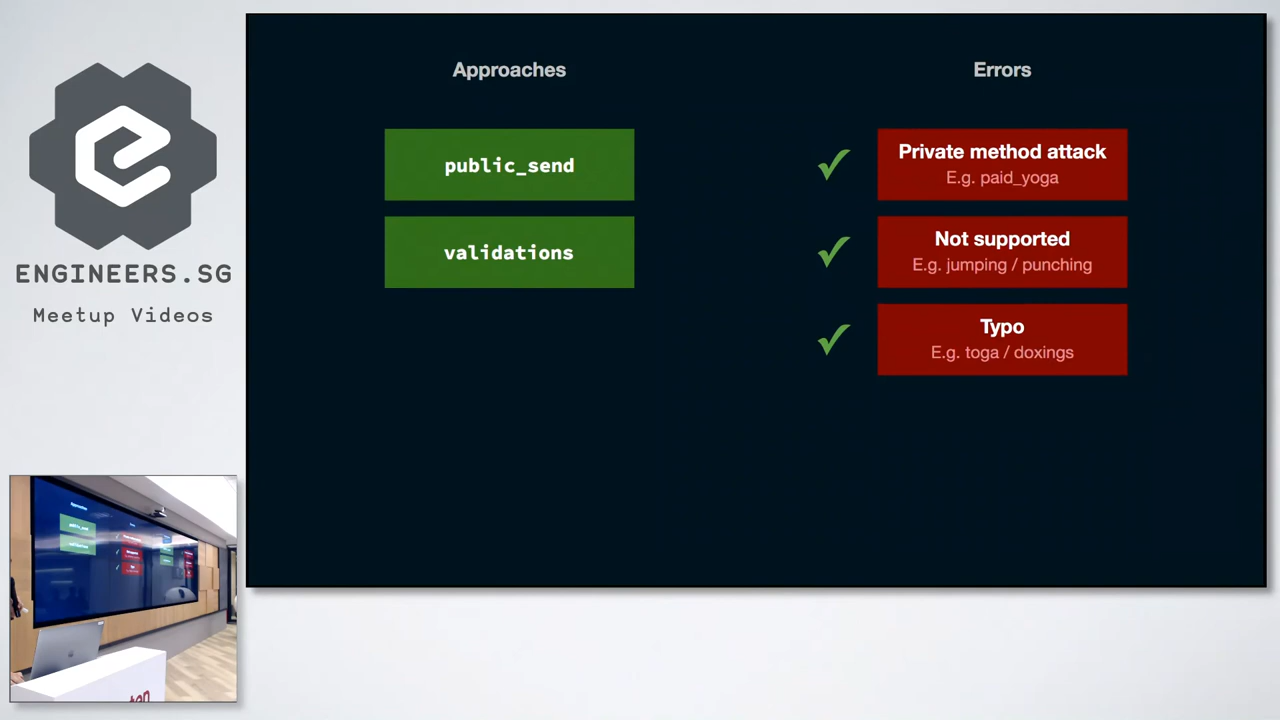 ENGINEERS.SG
Meetup Videos
Approaches
public_send
validations
Errors
Private method attack
E.g. paid_yoga
Not supported
E.g. jumping / punching
Typo
E.g. toga / doxings